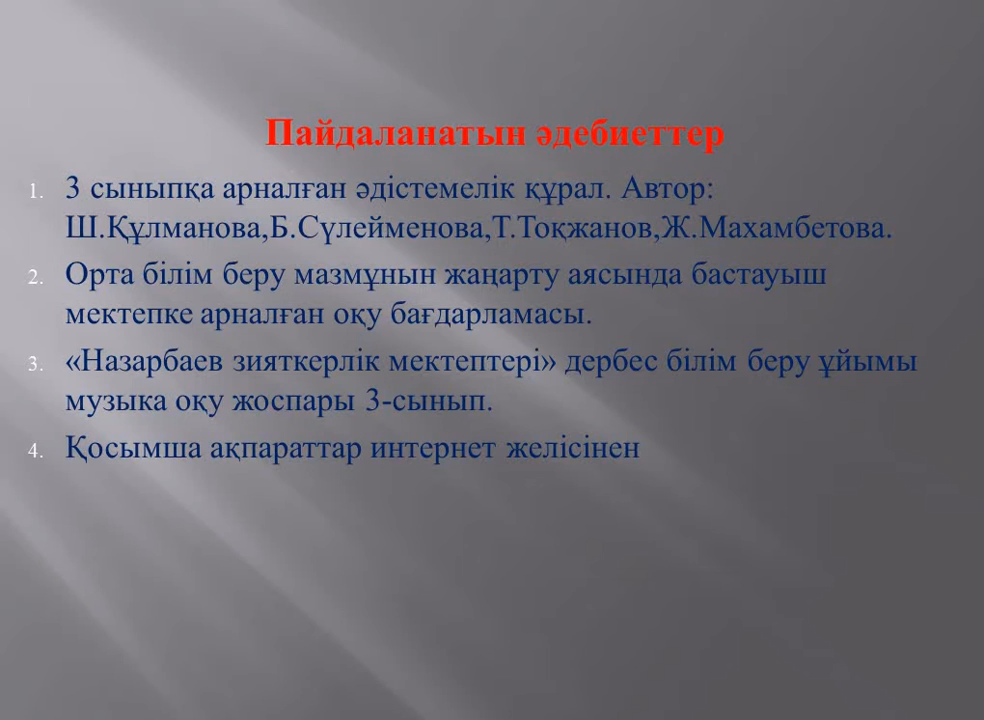 Пайдаланатын әдебиеттер
1. 3 сыныпқа арналған әдістемелік құрал. Автор:
Ш.Құлманова,Б.Сүлейменова,Т.Тоқжанов,Ж.Махамбетова.
2. Орта білім беру мазмұнын жаңарту аясында бастауыш
мектепке арналған оқу бағдарламасы.
3. «Назарбаев зияткерлік мектептері» дербес білім беру ұйымы
музыка оқу жоспары 3-сынып.
4. Қосымша ақпараттар интернет желісінен